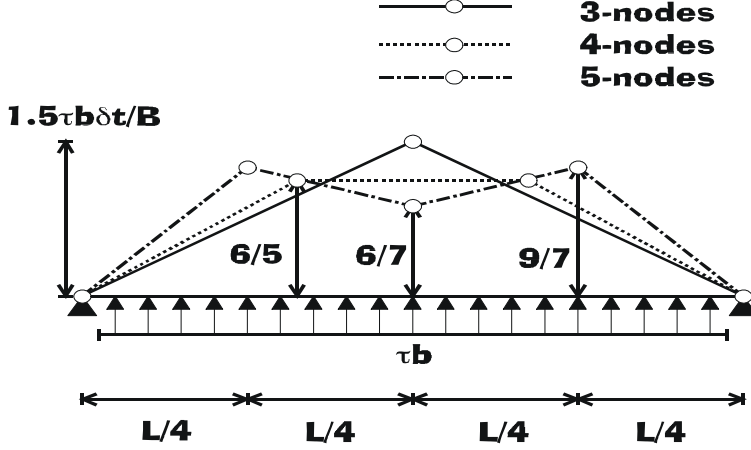 3-nodes
4-nodes
5-nodes
1.5τbδt/B
6/5 6/7 9/7
τb
L/4 L/4 L/4 L/4